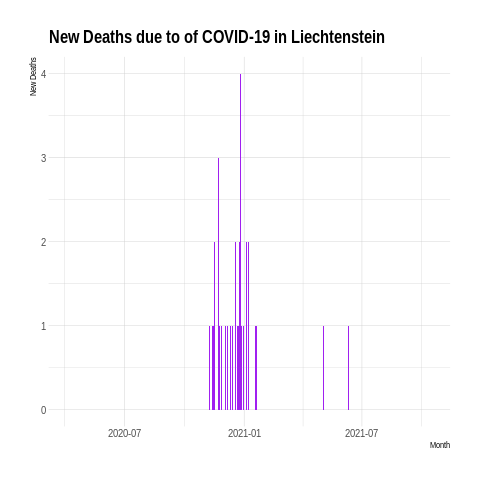 New Deaths due to of COVID-19 in Liechtenstein
New Deaths
4
3
2
1
0
2020-07
2021-01
2021-07
Month